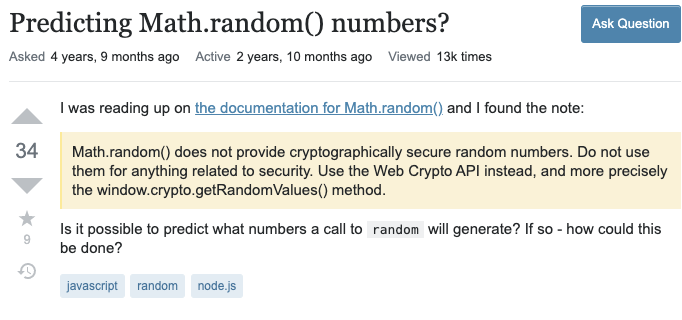 Predicting Math.random() numbers?
Ask Question
Asked 4 years, 9 months ago Active 2 years, 10 months ago Viewed 13k times
I was reading up on the documentation for Math.random() and I found the note:
34
Math.random() does not provide cryptographically secure random numbers. Do not use
them for anything related to security. Use the Web Crypto API instead, and more precisely
the window.crypto.getRandomValues() method.
9
Is it possible to predict what numbers a call to random will generate? If so - how could this
be done?
javascript random node.js